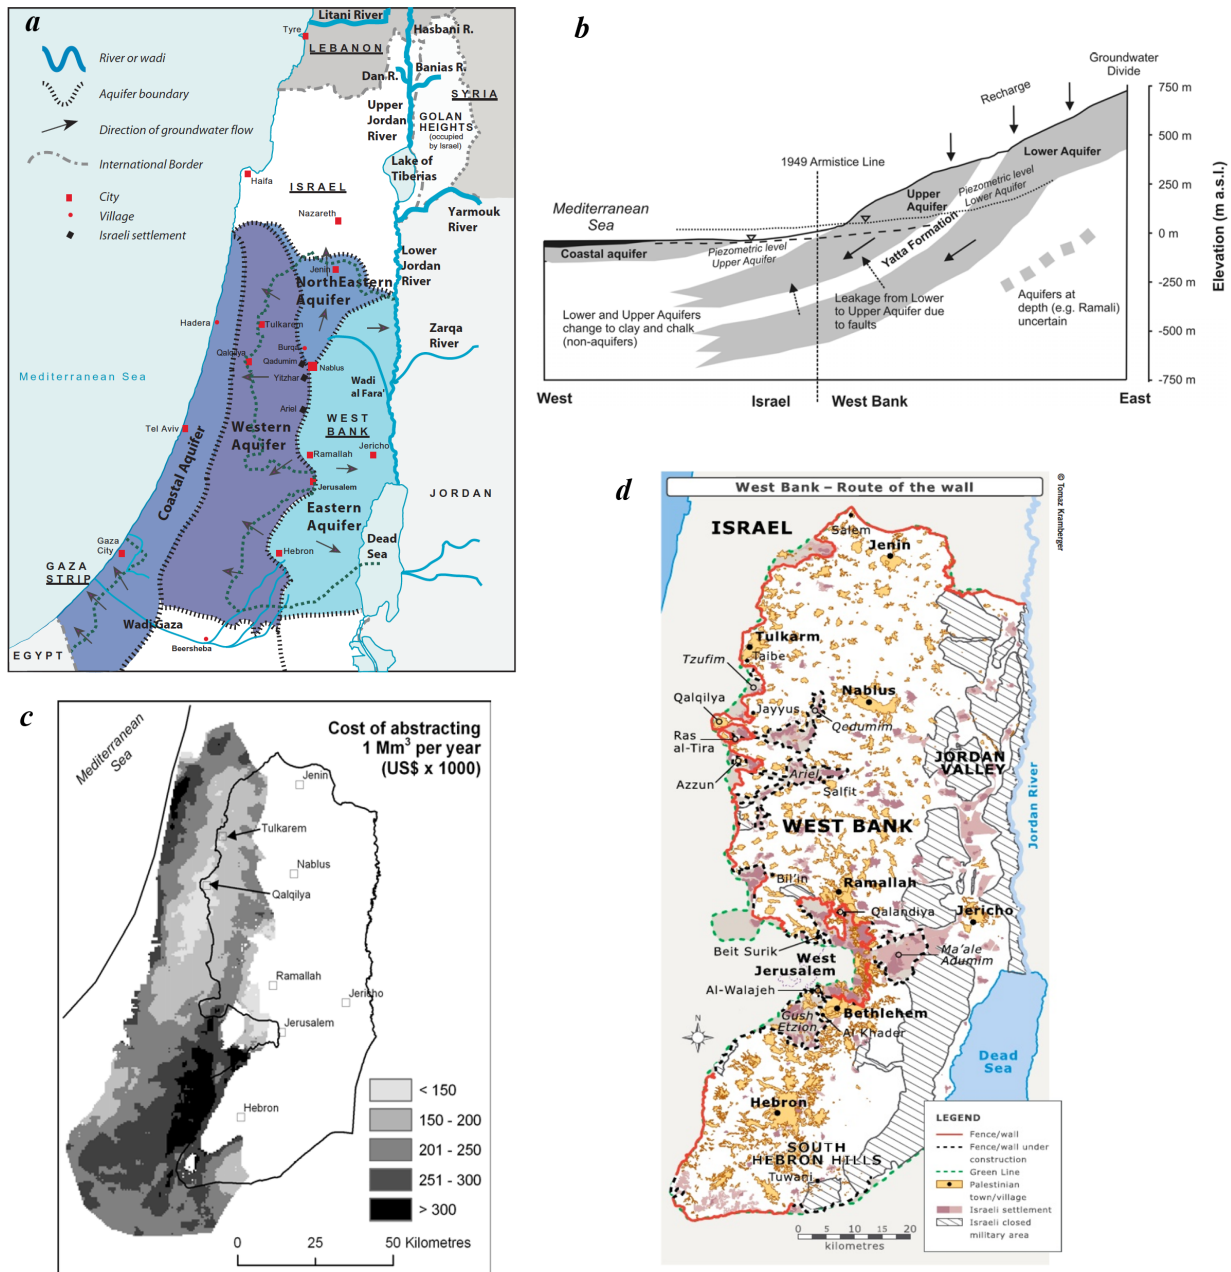 a
Litani River
Tyre
Hasbani R.
LEBANON
River or wadi
Dan R.
Banias R.
SYRIA
Aquifer boundary
Upper
Jordan
River
GOLAN
HEIGHTS
(occupied
by Israel)
Direction of groundwater flow
International Border
Lake of
Tiberias
Haifa
ISRAEL
City
Village
Israeli settlement
Nazareth
Yarmouk
River
Lower
Jordan
River
Jenin
NorthEastern
Aquifer
Hadera
Tulkarem
Zarqa
River
Burqa
Qalqilya
Qadumim
Nablus
Yitzhar
Wadi
al Fara'
Mediterranean Sea
Ariel
WEST
BANK
Tel Aviv
Western
Aquifer
Coastal Aquifer
Jericho
Ramallah
Jerusalem
JORDAN
Eastern
Aquifer
Gaza
City
Hebron
Dead
Sea
GAZA
STRIP
Wadi Gaza
Beersheba
EGYPT
b
Groundwater
Divide
750 m
Recharge
500 m
1949 Armistice Line
Lower Aquifer
250 m
Piezometric level
Lower Aquifer
Upper
Aquifer
Mediterranean
Sea
0 m
Elevation (m a.s.l.)
Coastal aquifer
Piezometric level
Upper Aquifer
Yatta Formation
-250 m
Lower and Upper Aquifers
change to clay and chalk
(non-aquifers)
Leakage from Lower
to Upper Aquifer due
to faults
Aquifers at
depth (e.g. Ramali)
uncertain
-500 m
-750 m
West
Israel
West Bank
East
c
Mediterranean
Sea
Cost of abstracting
1 Mm³ per year
(US$ x 1000)
Jenin
Tulkarem
Nablus
Qalqilya
Ramallah
Jericho
Jerusalem
Hebron
< 150
150 - 200
201 - 250
251 - 300
> 300
0 25 50 Kilometres
d
West Bank – Route of the wall
© Tomaz Kramberger
ISRAEL
Salem
Jenin
Tulkarm
Taibe
Tzufim
Nablus
Qalqilya
Jayyus
Qedumim
Ras
al-Tira
JORDAN
VALLEY
Azzun
Ariel
Salfit
Jordan River
WEST BANK
Bil'in
Ramallah
Qalandiya
Jericho
Beit Surik
West
Jerusalem
Ma'ale
Adumim
Al-Walajeh
Gush
Etzion
Bethlehem
Al Khader
N
Dead
Sea
Hebron
SOUTH
HEBRON HILLS
Tuwani
LEGEND
Fence/wall
Fence/wall under
construction
Green Line
Palestinian
town/village
Israeli settlement
Israeli closed
military area
0 5 10 15 20
kilometres